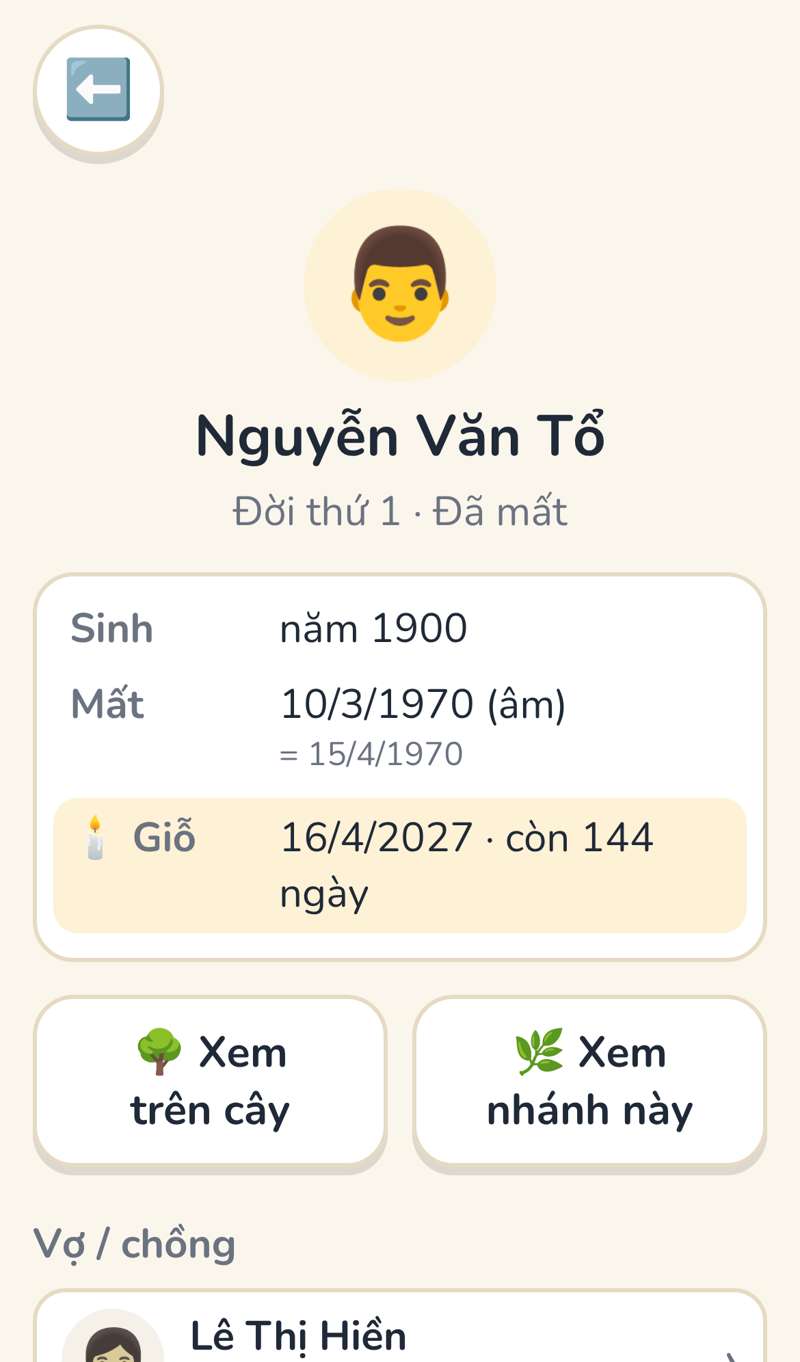 Nguyễn Văn Tổ
Đời thứ 1 · Đã mất
Sinh năm 1900
Mất 10/3/1970 (âm)
= 15/4/1970
Giỗ 16/4/2027 · còn 144
ngày
Xem
trên cây
Xem
nhánh này
Vợ / chồng
Lê Thị Hiền